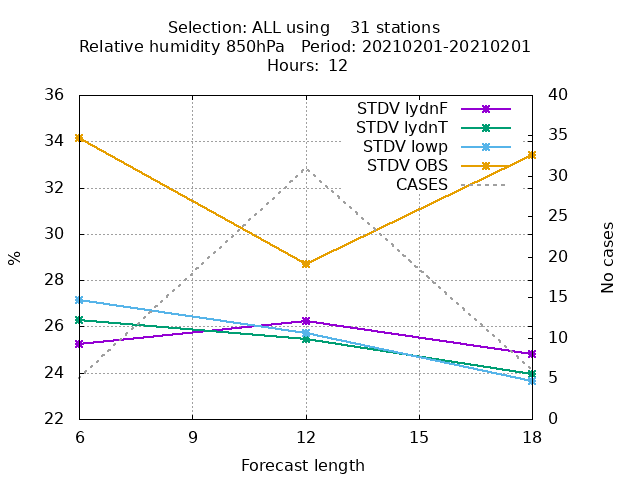 Selection: ALL using    31 stations
Relative humidity 850hPa   Period: 20210201-20210201
Hours:  12
36
34
32
30
28
26
24
22
%
40
35
30
25
20
15
10
5
0
No cases
STDV lydnF
STDV lydnT
STDV lowp
STDV OBS
CASES
6
9
12
15
18
Forecast length